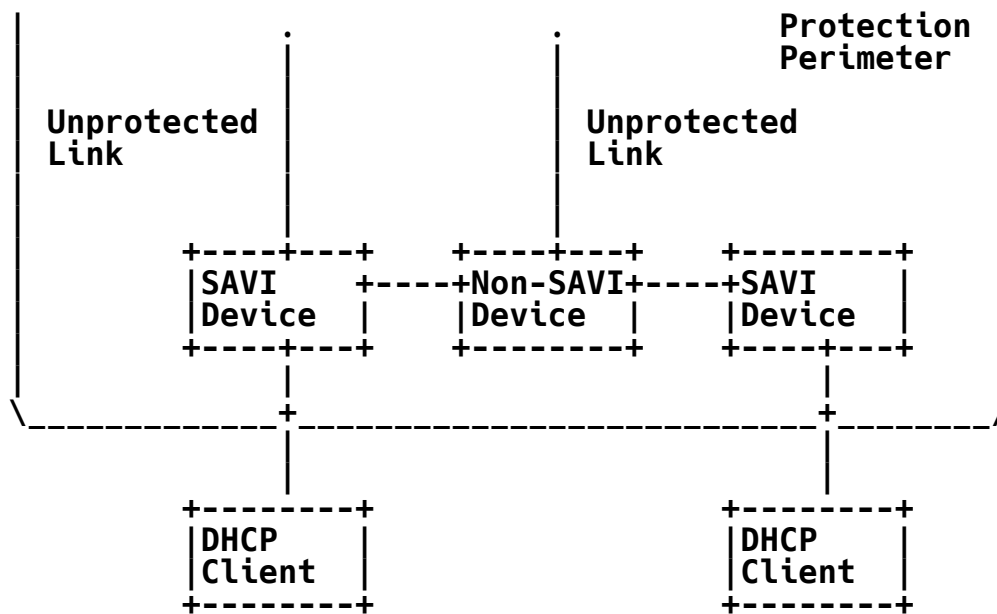 Protection
Perimeter
Unprotected Unprotected
Link Link
SAVI Non-SAVI SAVI
Device Device Device
DHCP DHCP
Client Client